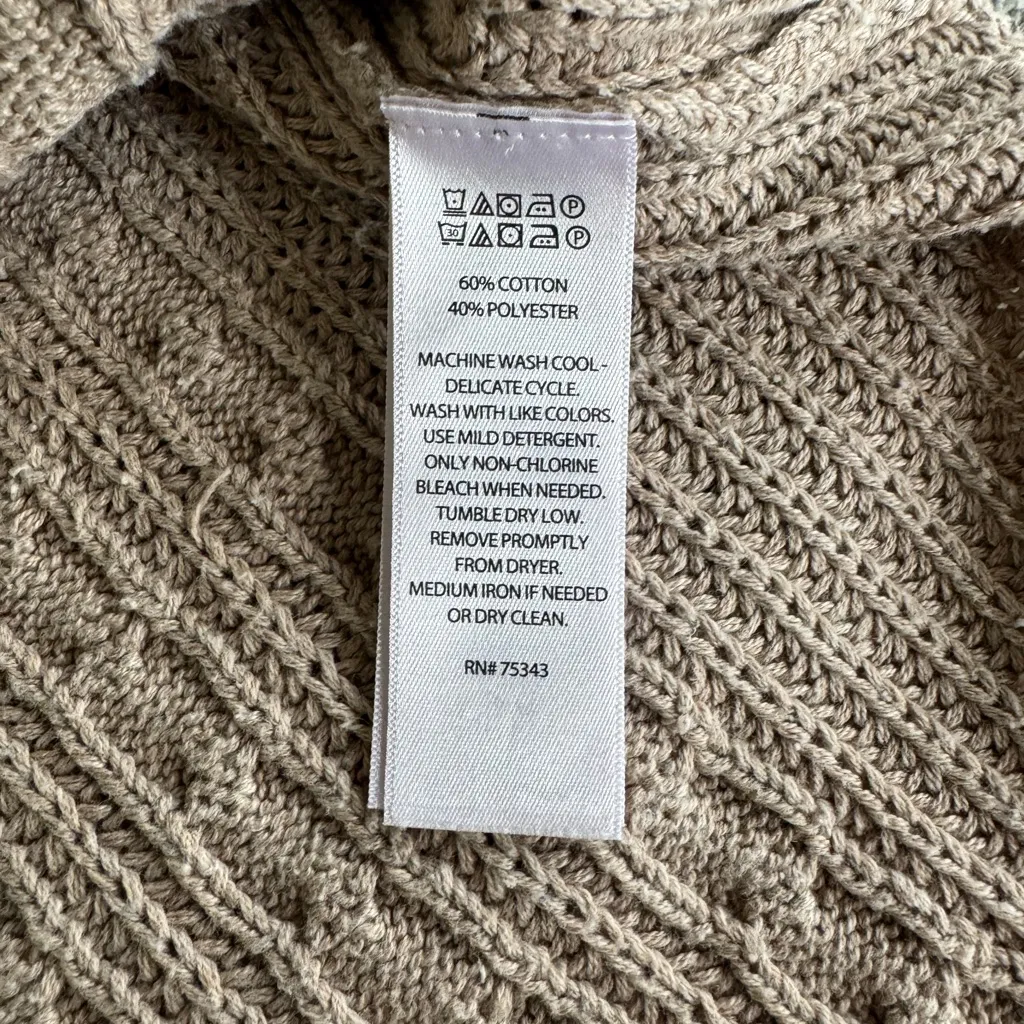 30
60% COTTON
40% POLYESTER
MACHINE WASH COOL -
DELICATE CYCLE.
WASH WITH LIKE COLORS.
USE MILD DETERGENT.
ONLY NON-CHLORINE
BLEACH WHEN NEEDED.
TUMBLE DRY LOW.
REMOVE PROMPTLY
FROM DRYER.
MEDIUM IRON IF NEEDED
OR DRY CLEAN.
RN# 75343